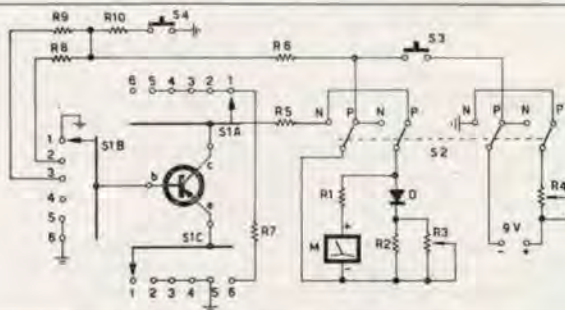 R9 R10 S4
R8 R6 S3
6 5 4 3 2 1
S1A R5 N P N P N P N P
1 S1B S2
2 b c
3 R1 D R4
4 e R7
5 S1C M + - R2 R3 9 V
6 - +
1 2 3 4 5 6